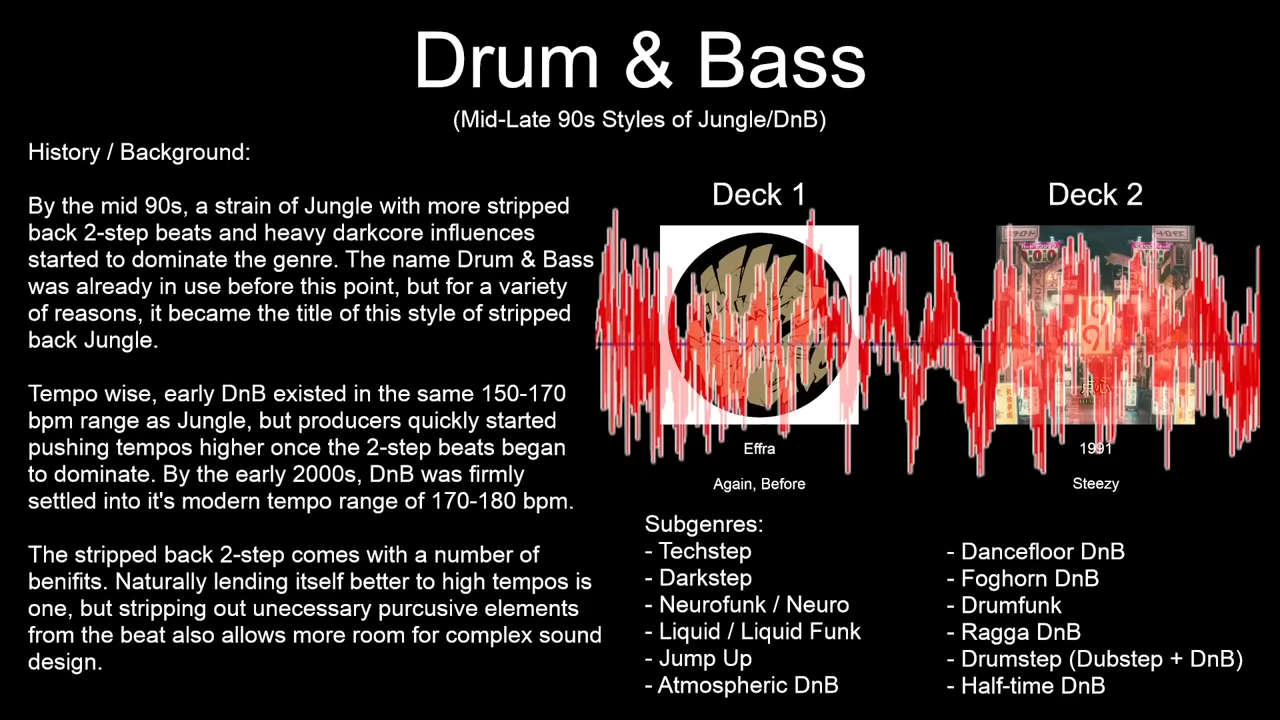 Drum & Bass
(Mid-Late 90s Styles of Jungle/DnB)
History / Background:
By the mid 90s, a strain of Jungle with more stripped
back 2-step beats and heavy darkcore influences
started to dominate the genre. The name Drum & Bass
was already in use before this point, but for a variety
of reasons, it became the title of this style of stripped
back Jungle.
Tempo wise, early DnB existed in the same 150-170
bpm range as Jungle, but producers quickly started
pushing tempos higher once the 2-step beats began
to dominate. By the early 2000s, DnB was firmly
settled into it's modern tempo range of 170-180 bpm.
The stripped back 2-step comes with a number of
benifits. Naturally lending itself better to high tempos is
one, but stripping out unecessary purcusive elements
from the beat also allows more room for complex sound
design.
Deck 1
Effra
Again, Before
Deck 2
1991
Steezy
Subgenres:
- Techstep
- Darkstep
- Neurofunk / Neuro
- Liquid / Liquid Funk
- Jump Up
- Atmospheric DnB
- Dancefloor DnB
- Foghorn DnB
- Drumfunk
- Ragga DnB
- Drumstep (Dubstep + DnB)
- Half-time DnB